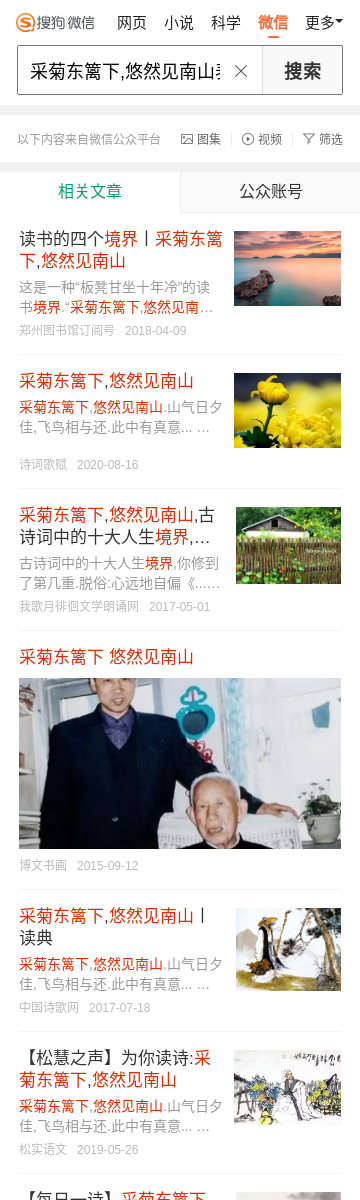 搜狗微信 网页 小说 科学 微信 更多
采菊东篱下,悠然见南山 搜索
以下内容来自微信公众平台 图集 视频 筛选
相关文章 公众账号
读书的四个境界丨采菊东篱
下,悠然见南山
这是一种“板凳甘坐十年冷”的读
书境界.“采菊东篱下,悠然见南…
郑州图书馆订阅号 2018-04-09
采菊东篱下,悠然见南山
采菊东篱下,悠然见南山.山气日夕
佳,飞鸟相与还.此中有真意... …
诗词歌赋 2020-08-16
采菊东篱下,悠然见南山,古
诗词中的十大人生境界,…
古诗词中的十大人生境界,你修到
了第几重.脱俗:心远地自偏《...…
我歌月徘徊文学朗诵网 2017-05-01
采菊东篱下 悠然见南山
博文书画 2015-09-12
采菊东篱下,悠然见南山丨
读典
采菊东篱下,悠然见南山.山气日夕
佳,飞鸟相与还.此中有真意... …
中国诗歌网 2017-07-18
【松慧之声】为你读诗:采
菊东篱下,悠然见南山
采菊东篱下,悠然见南山.山气日夕
佳,飞鸟相与还.此中有真意... …
松实语文 2019-05-26
【每日一诗】采菊东篱下